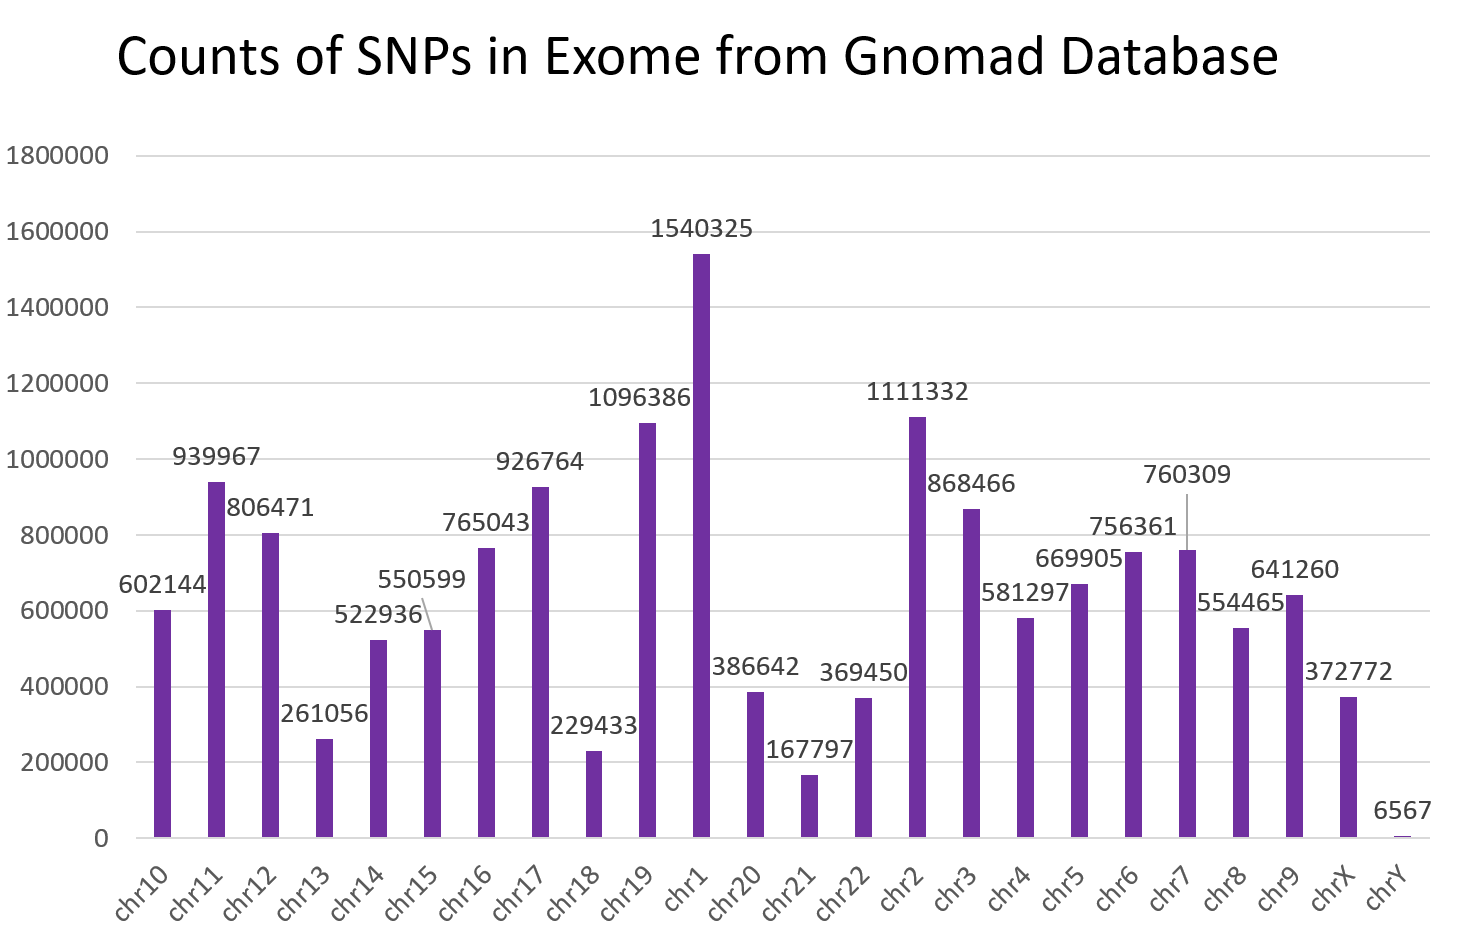 Counts of SNPs in Exome from Gnomad Database
1800000
1600000
1400000
1200000
1000000
800000
600000
400000
200000
0
602144
939967
806471
261056
522936
550599
765043
926764
229433
1096386
1540325
386642
167797
369450
1111332
868466
581297
669905
756361
760309
554465
641260
372772
6567
chr10
chr11
chr12
chr13
chr14
chr15
chr16
chr17
chr18
chr19
chr1
chr20
chr21
chr22
chr2
chr3
chr4
chr5
chr6
chr7
chr8
chr9
chrX
chrY